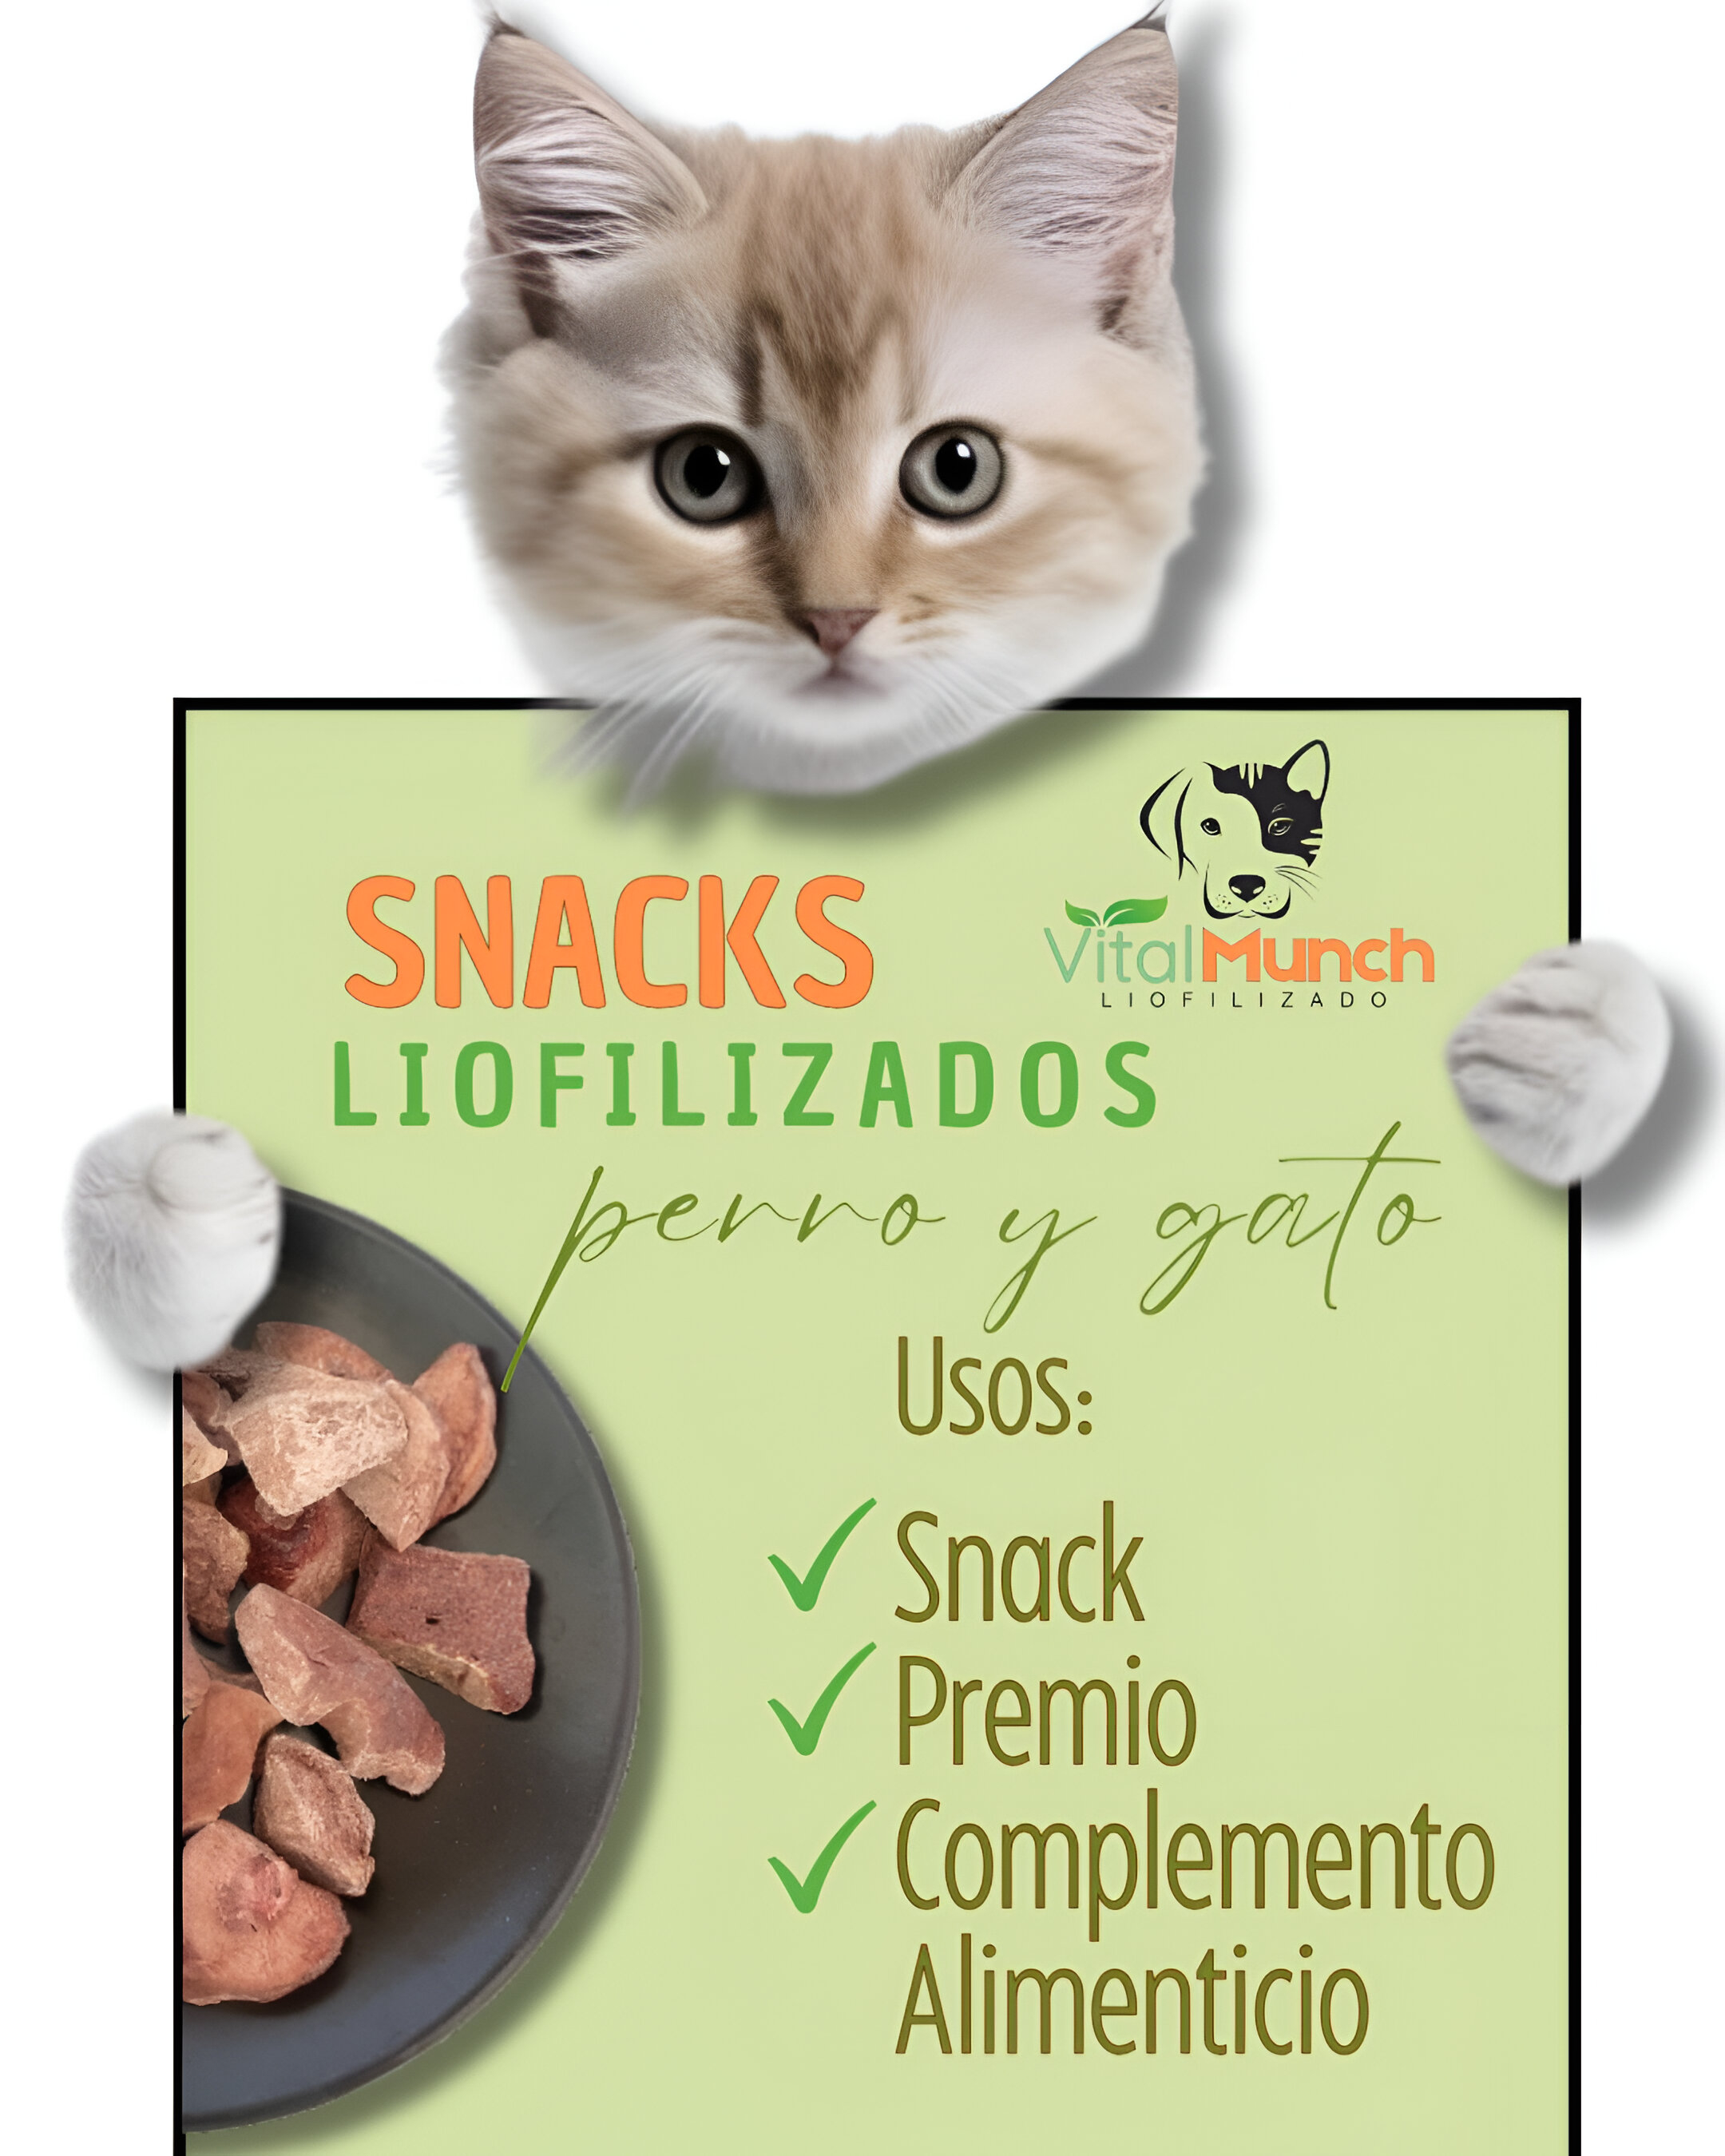 SNACKS
VitalMunch
LIOFILIZADO
LIOFILIZADOS
perro y gato
Usos:
Snack
Premio
Complemento
Alimenticio